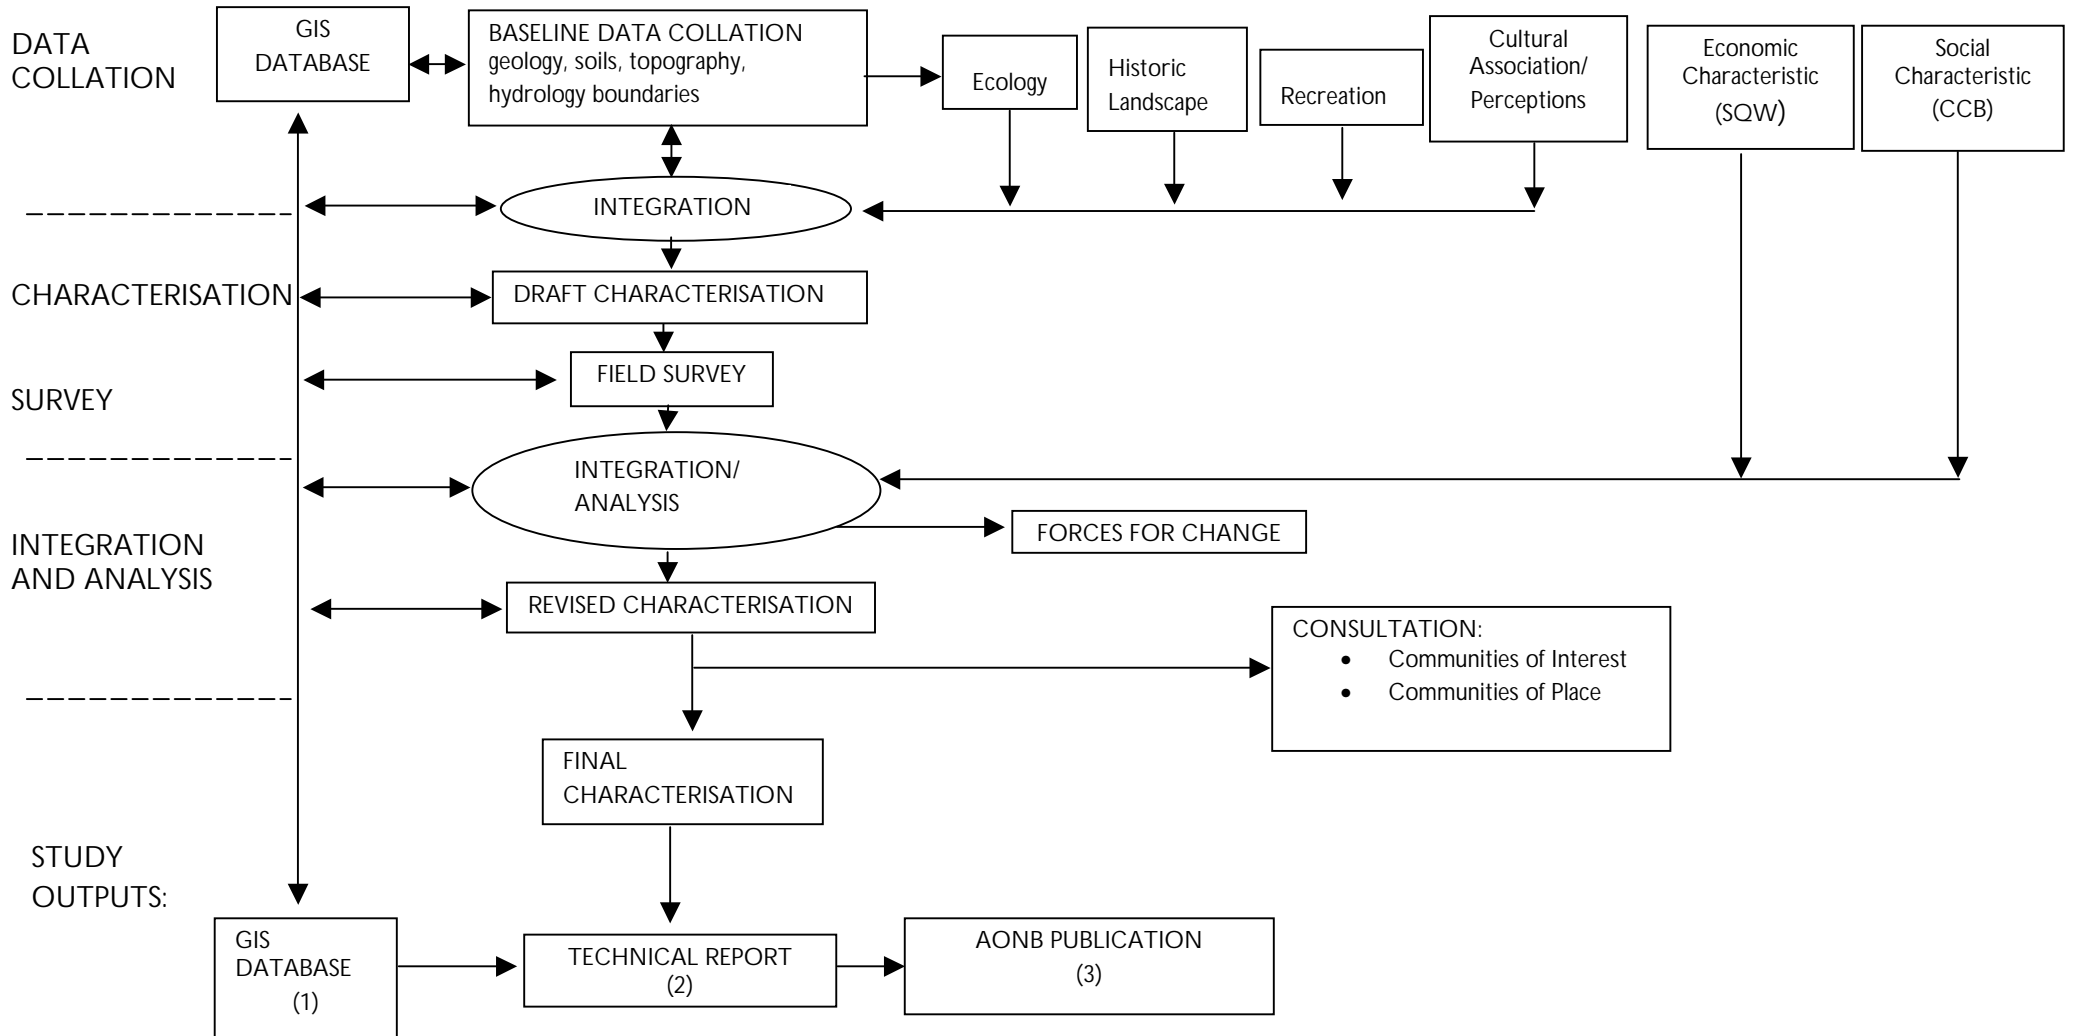 DATA
COLLATION
GIS
DATABASE
BASELINE DATA COLLATION
geology, soils, topography,
hydrology boundaries
Ecology
Historic
Landscape
Recreation
Cultural
Association/
Perceptions
Economic
Characteristic
(SQW)
Social
Characteristic
(CCB)
INTEGRATION
CHARACTERISATION
DRAFT CHARACTERISATION
SURVEY
FIELD SURVEY
INTEGRATION/
ANALYSIS
FORCES FOR CHANGE
INTEGRATION
AND ANALYSIS
REVISED CHARACTERISATION
CONSULTATION:
• Communities of Interest
• Communities of Place
FINAL
CHARACTERISATION
STUDY
OUTPUTS:
GIS
DATABASE
(1)
TECHNICAL REPORT
(2)
AONB PUBLICATION
(3)